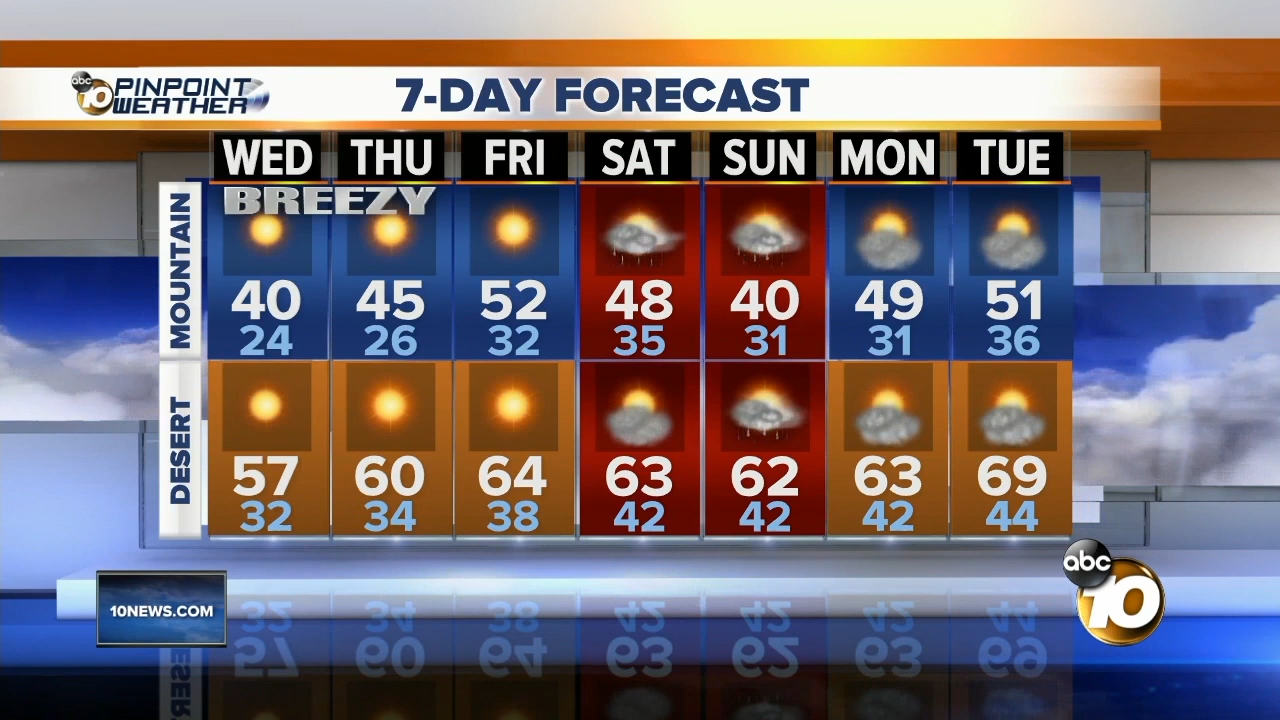 abc 10 PINPOINT WEATHER
7-DAY FORECAST
WED THU FRI SAT SUN MON TUE
MOUNTAIN
BREEZY
40 45 52 48 40 49 51
24 26 32 35 31 31 36
DESERT
57 60 64 63 62 63 69
32 34 38 42 42 42 44
10NEWS.COM
abc 10